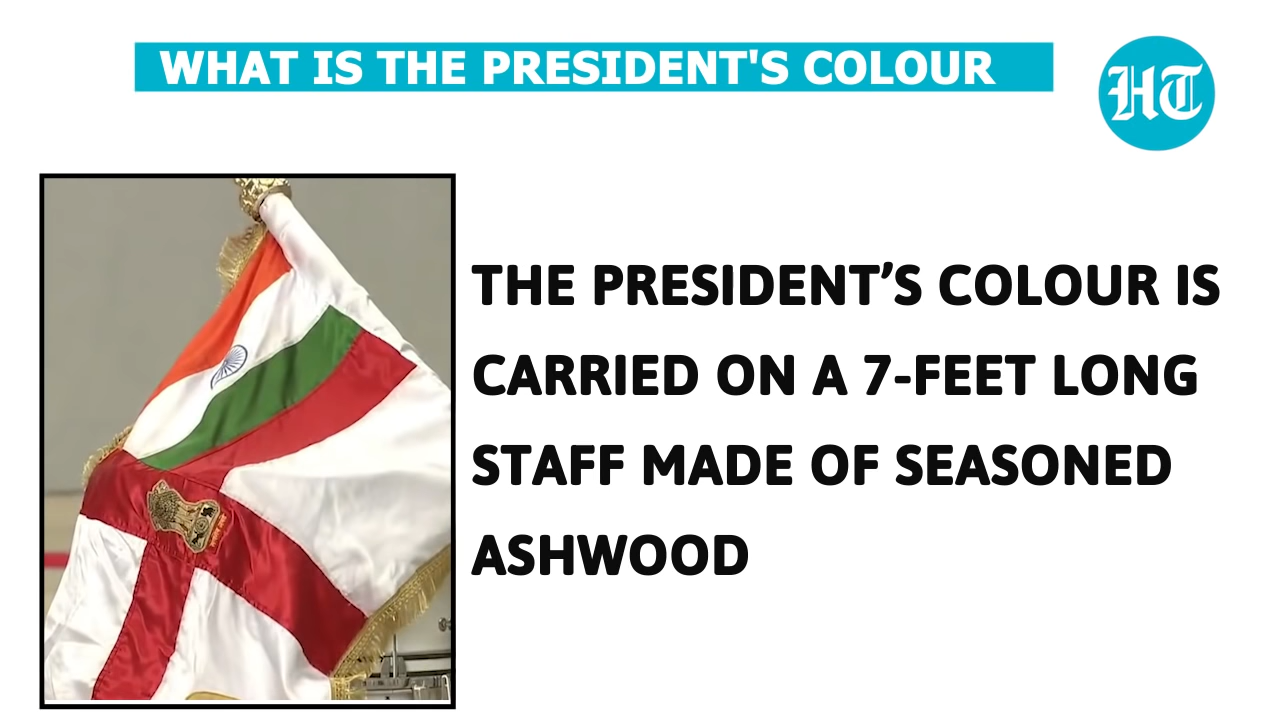 WHAT IS THE PRESIDENT'S COLOUR
HT
THE PRESIDENT’S COLOUR IS
CARRIED ON A 7-FEET LONG
STAFF MADE OF SEASONED
ASHWOOD